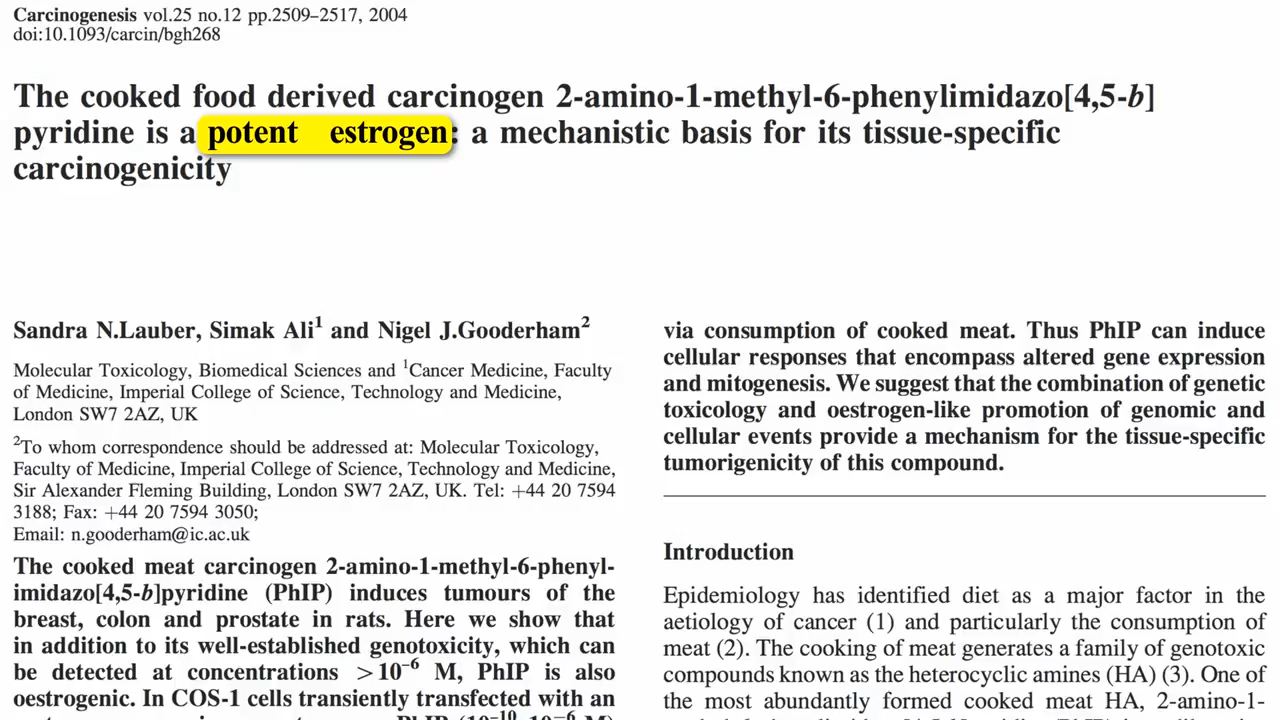 Carcinogenesis vol.25 no.12 pp.2509–2517, 2004
doi:10.1093/carcin/bgh268
The cooked food derived carcinogen 2-amino-1-methyl-6-phenylimidazo[4,5-b]
pyridine is a potent estrogen: a mechanistic basis for its tissue-specific
carcinogenicity
Sandra N.Lauber, Simak Ali1 and Nigel J.Gooderham2
Molecular Toxicology, Biomedical Sciences and 1Cancer Medicine, Faculty
of Medicine, Imperial College of Science, Technology and Medicine,
London SW7 2AZ, UK
2To whom correspondence should be addressed at: Molecular Toxicology,
Faculty of Medicine, Imperial College of Science, Technology and Medicine,
Sir Alexander Fleming Building, London SW7 2AZ, UK. Tel: +44 20 7594
3188; Fax: +44 20 7594 3050;
Email: n.gooderham@ic.ac.uk
The cooked meat carcinogen 2-amino-1-methyl-6-phenyl-
imidazo[4,5-b]pyridine (PhIP) induces tumours of the
breast, colon and prostate in rats. Here we show that
in addition to its well-established genotoxicity, which can
be detected at concentrations >10−6 M, PhIP is also
oestrogenic. In COS-1 cells transiently transfected with an
via consumption of cooked meat. Thus PhIP can induce
cellular responses that encompass altered gene expression
and mitogenesis. We suggest that the combination of genetic
toxicology and oestrogen-like promotion of genomic and
cellular events provide a mechanism for the tissue-specific
tumorigenicity of this compound.
Introduction
Epidemiology has identified diet as a major factor in the
aetiology of cancer (1) and particularly the consumption of
meat (2). The cooking of meat generates a family of genotoxic
compounds known as the heterocyclic amines (HA) (3). One of
the most abundantly formed cooked meat HA, 2-amino-1-